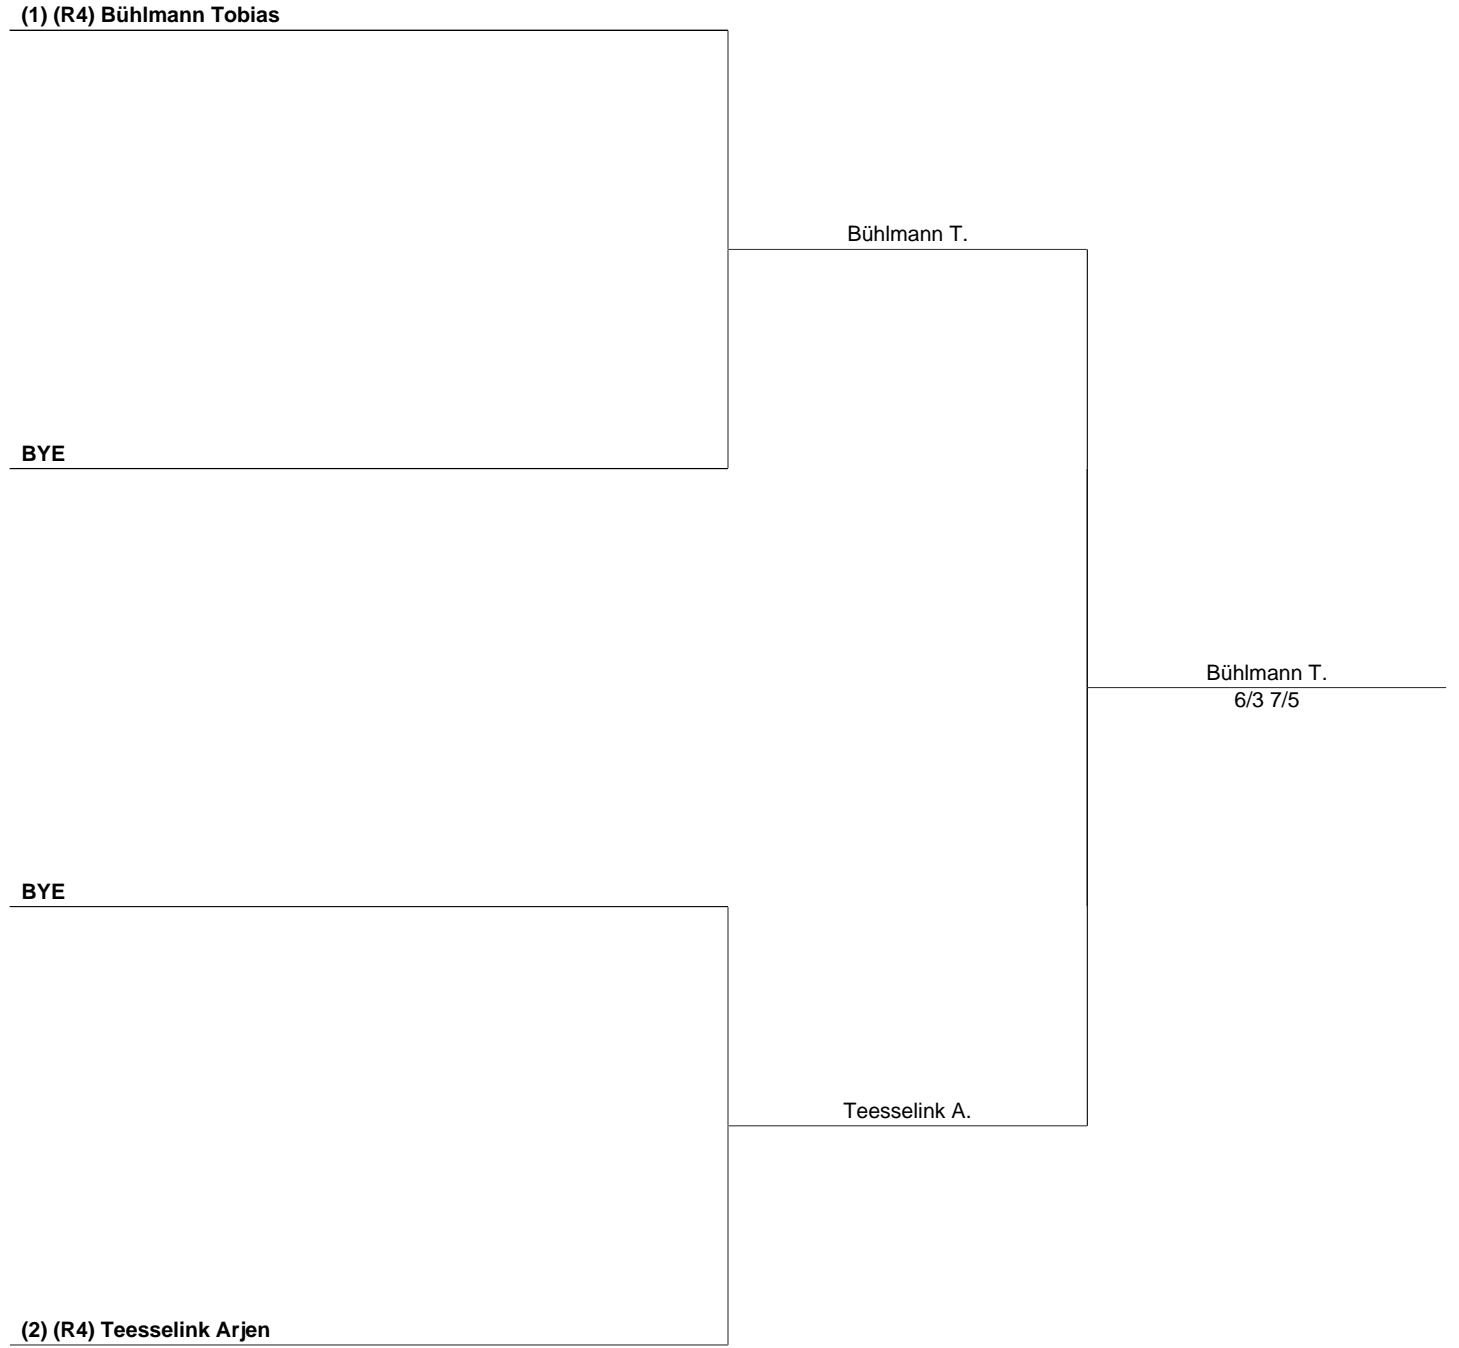 (1) (R4) Bühlmann Tobias
Bühlmann T.
BYE
Bühlmann T.
6/3 7/5
BYE
Teesselink A.
(2) (R4) Teesselink Arjen